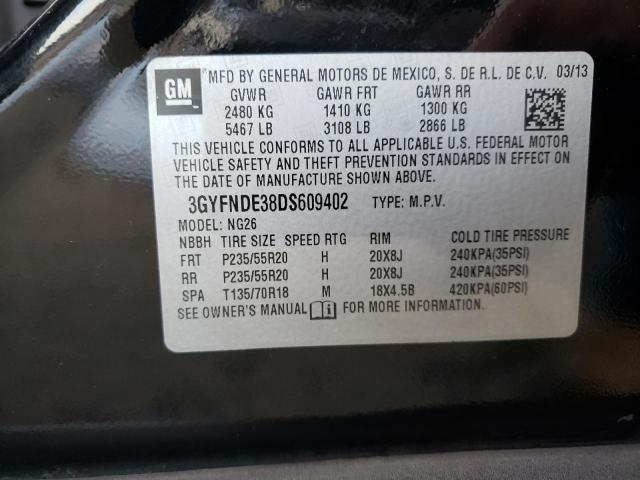 GM
MFD BY GENERAL MOTORS DE MEXICO, S. DE R.L. DE C.V. 03/13
GVWR GAWR FRT GAWR RR
2480 KG 1410 KG 1300 KG
5467 LB 3108 LB 2866 LB
THIS VEHICLE CONFORMS TO ALL APPLICABLE U.S. FEDERAL MOTOR
VEHICLE SAFETY AND THEFT PREVENTION STANDARDS IN EFFECT ON
THE DATE OF MANUFACTURE SHOWN ABOVE.
3GYFNDE38DS609402 TYPE: M.P.V.
MODEL: NG26
NBBH TIRE SIZE SPEED RTG RIM COLD TIRE PRESSURE
FRT P235/55R20 H 20X8J 240KPA(35PSI)
RR P235/55R20 H 20X8J 240KPA(35PSI)
SPA T135/70R18 M 18X4.5B 420KPA(60PSI)
SEE OWNER'S MANUAL i FOR MORE INFORMATION.